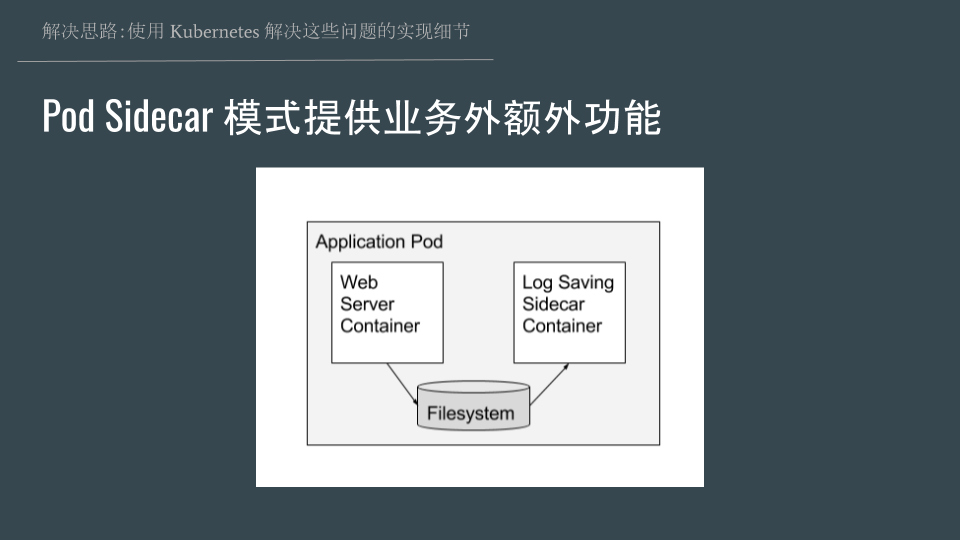 解决思路:使用 Kubernetes 解决这些问题的实现细节
Pod Sidecar 模式提供业务外额外功能
Application Pod
Web
Server
Container
Log Saving
Sidecar
Container
Filesystem